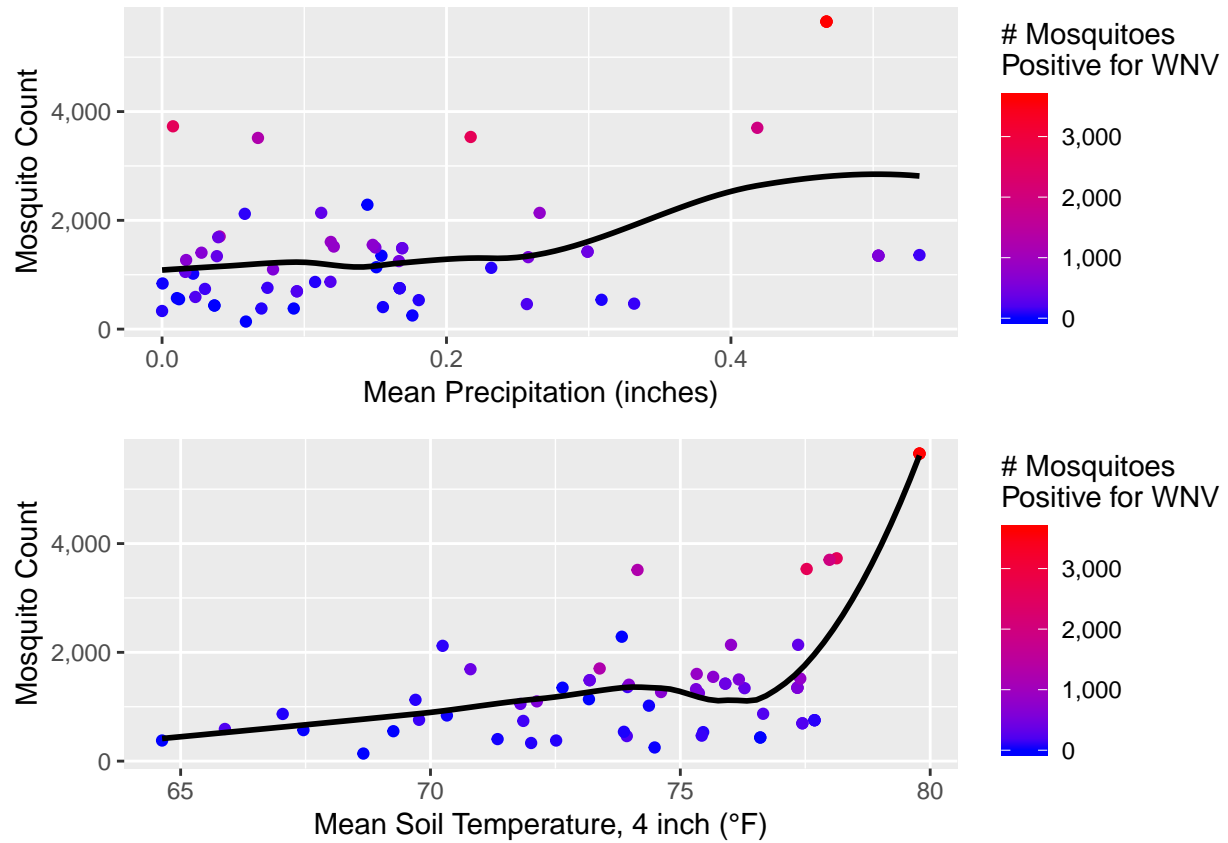 Mosquito Count
4,000
2,000
0
0.0
0.2
0.4
Mean Precipitation (inches)
# Mosquitoes
Positive for WNV
3,000
2,000
1,000
0
Mosquito Count
4,000
2,000
0
65
70
75
80
Mean Soil Temperature, 4 inch (°F)
# Mosquitoes
Positive for WNV
3,000
2,000
1,000
0